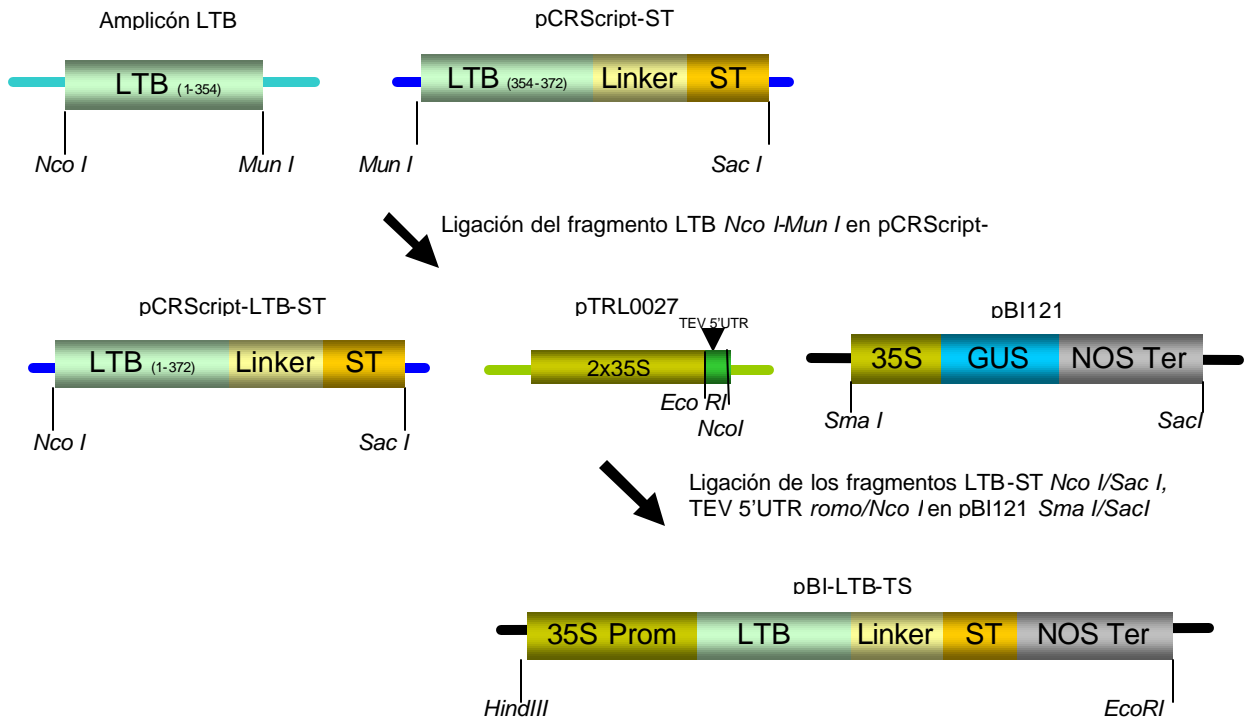 Amplicón LTB
pCRScript-ST
LTB (1-354)
LTB (354-372) Linker ST
Nco I
Mun I
Mun I
Sac I
Ligación del fragmento LTB Nco I-Mun I en pCRScript-
pCRScript-LTB-ST
pTRL0027
pBI121
TEV 5'UTR
LTB (1-372) Linker ST
2x35S
35S GUS NOS Ter
Eco RI
NcoI
Nco I
Sac I
Sma I
SacI
Ligación de los fragmentos LTB-ST Nco I/Sac I,
TEV 5'UTR romo/Nco I en pBI121 Sma I/SacI
pBI-LTB-TS
35S Prom LTB Linker ST NOS Ter
HindIII
EcoRI